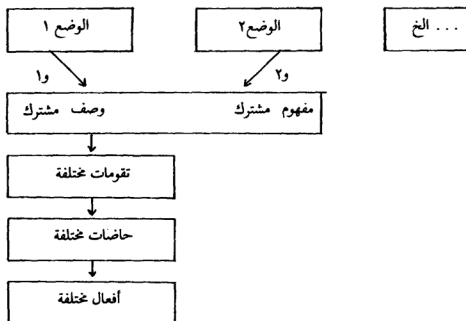 الوضع ١ الوضع٢ ... الخ
و١ و٢
وصف مشترك مفهوم مشترك
تقومات مختلفة
حاضات مختلفة
أفعال مختلفة